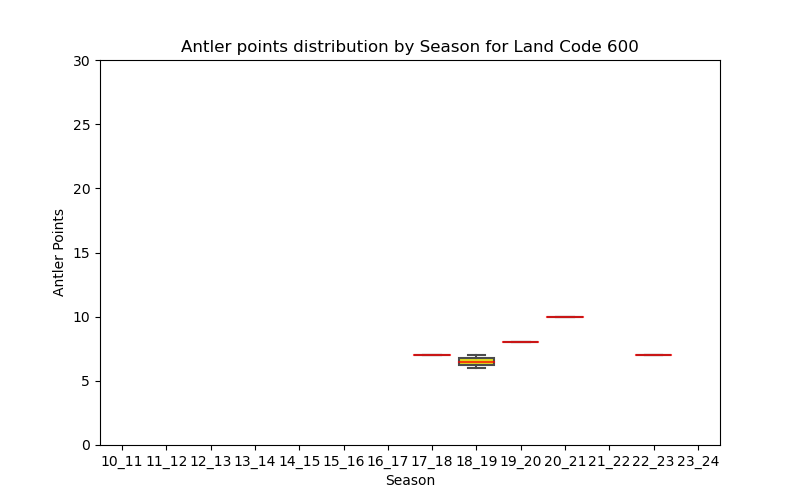 Antler points distribution by Season for Land Code 600
30
25
20
15
10
5
0
Antler Points
10_11 11_12 12_13 13_14 14_15 15_16 16_17 17_18 18_19 19_20 20_21 21_22 22_23 23_24
Season